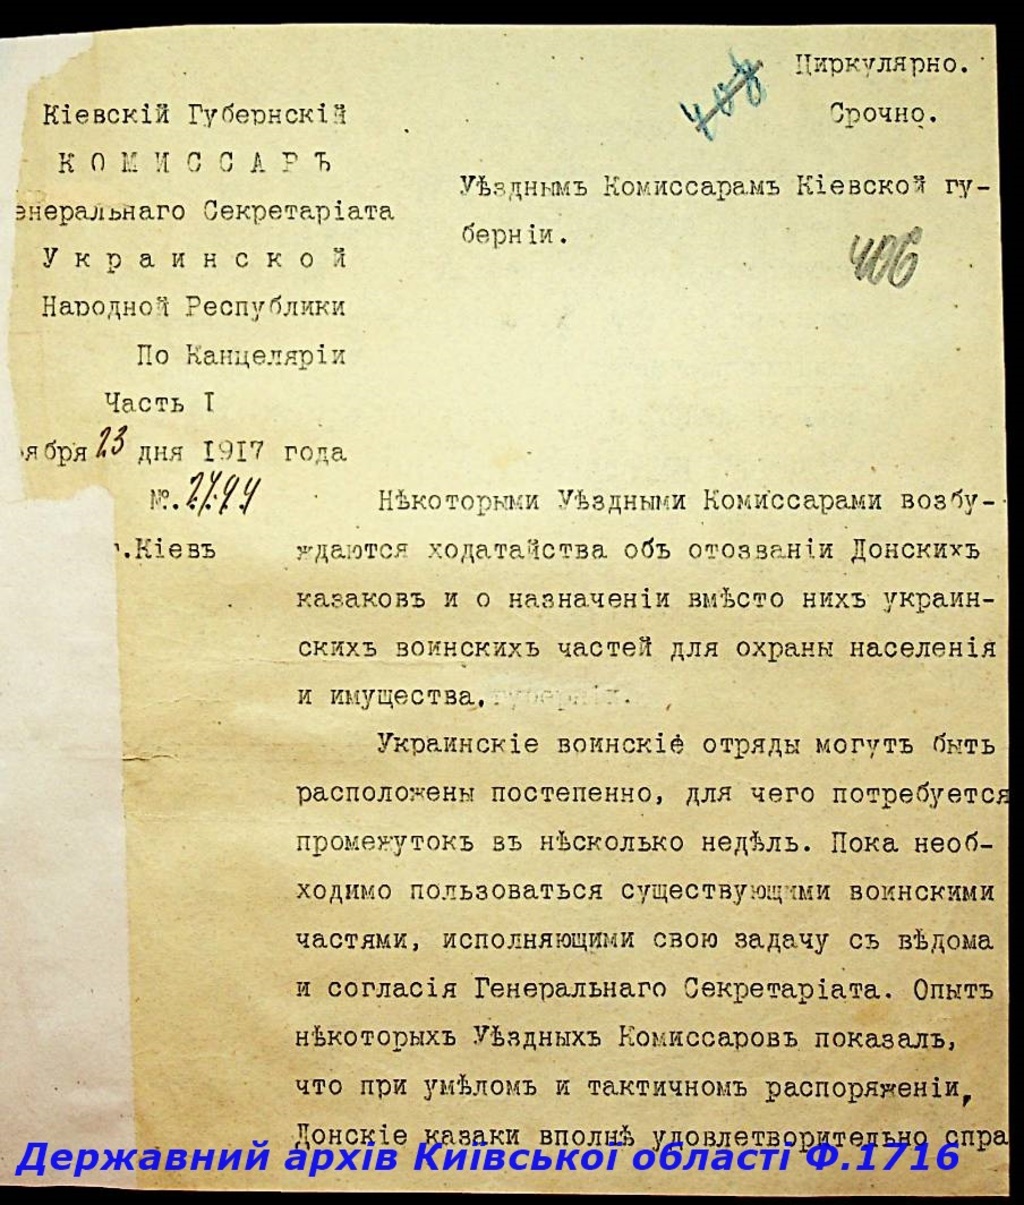 Циркулярно.
Срочно.
406
Кіевскій Губернскій
КОМИССАРЪ
енеральнаго Секретаріата
Украинской
Народной Республики
По Канцеляріи
Часть I
ября 23 дня 1917 года
№.
г.Кіевъ
Уѣзднымъ Комиссарамъ Кіевской гу-
берніи.
406
Нѣкоторыми Уѣздными Комиссарами возбу-
ждаются ходатайства объ отозваніи Донскихъ
казаковъ и о назначеніи вмѣсто нихъ украин-
скихъ воинскихъ частей для охраны населенія
и имущества. губерніи.
Украинскіе воинскіе отряды могутъ быть
расположены постепенно, для чего потребуется
промежутокъ въ нѣсколько недѣль. Пока необ-
ходимо пользоваться существующими воинскими
частями, исполняющими свою задачу съ вѣдома
и согласія Генеральнаго Секретаріата. Опытъ
нѣкоторыхъ Уѣздныхъ Комиссаровъ показалъ,
что при умѣломъ и тактичномъ распоряженіи,
Донскіе казаки вполнѣ удовлетворительно спра
Державний архів Київської області Ф.1716